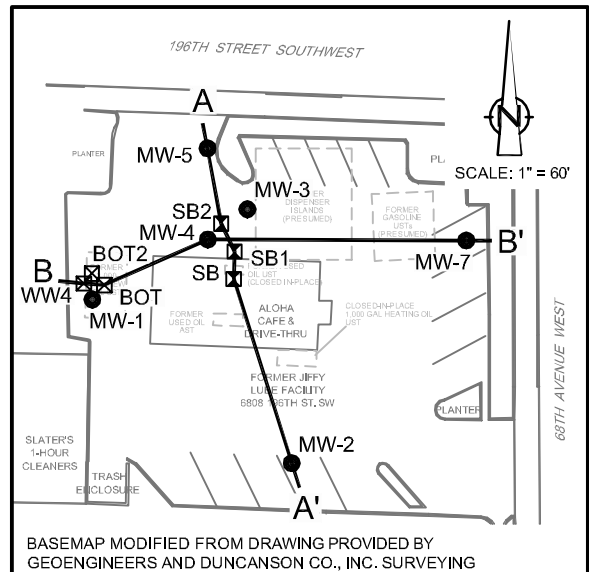 196TH STREET SOUTHWEST
A
PLANTER
MW-5
SCALE: 1" = 60'
N
MW-3
DISPENSER
ISLANDS
(PRESUMED)
FORMER
GASOLINE
USTs
(PRESUMED)
SB2
MW-4
B'
MW-7
SB1
BOT2
B
SB
OIL UST
(CLOSED IN-PLACE)
WW4
BOT
MW-1
FORMER
USED OIL
AST
ALOHA
CAFE &
DRIVE-THRU
CLOSED-IN-PLACE
1,000 GAL HEATING OIL
UST
68TH AVENUE WEST
FORMER JIFFY
LUBE FACILITY
6808 196TH ST. SW
PLANTER
SLATER'S
1-HOUR
CLEANERS
MW-2
TRASH
ENCLOSURE
A'
BASEMAP MODIFIED FROM DRAWING PROVIDED BY
GEOENGINEERS AND DUNCANSON CO., INC. SURVEYING